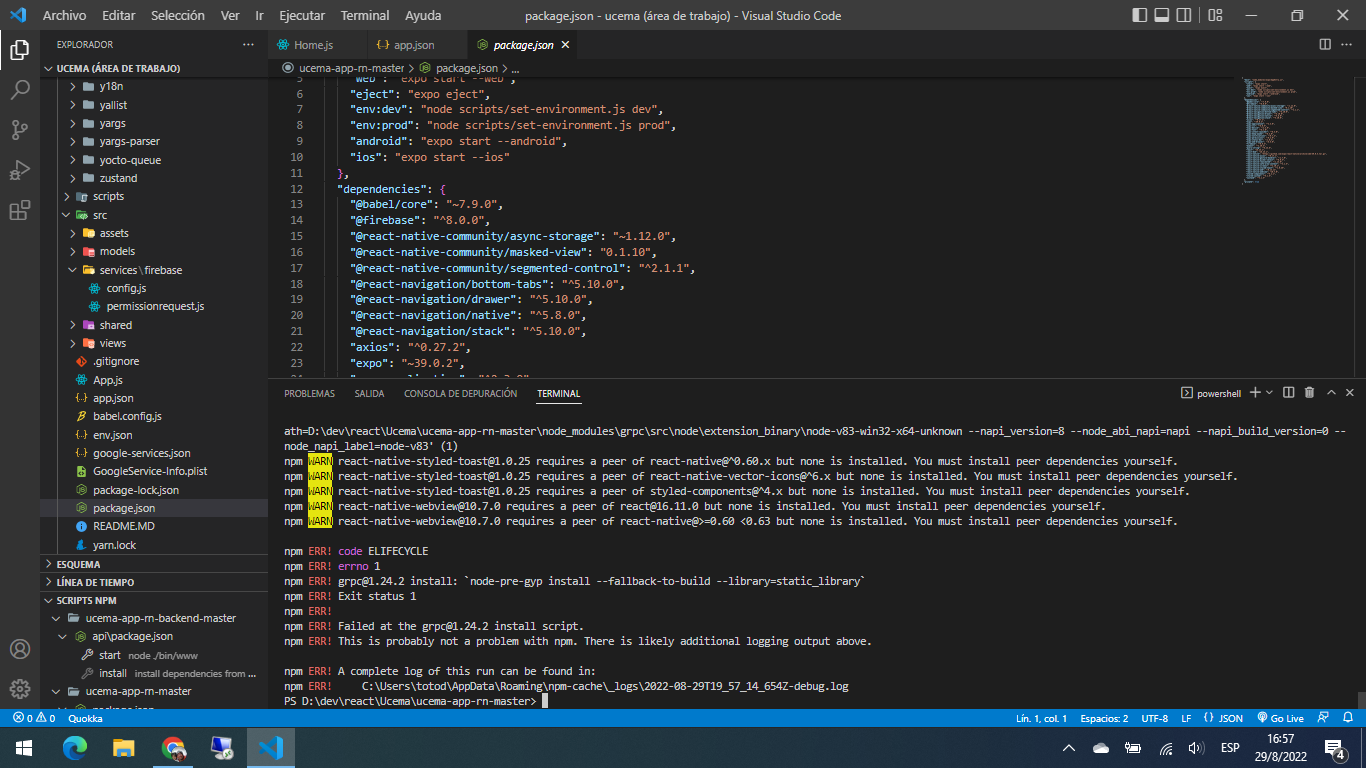 Archivo Editar Selección Ver Ir Ejecutar Terminal Ayuda
package.json - ucema (área de trabajo) - Visual Studio Code
EXPLORADOR
UCEMA (ÁREA DE TRABAJO)
y18n
yallist
yargs
yargs-parser
yocto-queue
zustand
scripts
src
assets
models
services\firebase
config.js
permissionrequest.js
shared
views
.gitignore
App.js
app.json
babel.config.js
env.json
google-services.json
GoogleService-Info.plist
package-lock.json
package.json
README.MD
yarn.lock
ESQUEMA
LÍNEA DE TIEMPO
SCRIPTS NPM
ucema-app-rn-backend-master
api\package.json
start node ./bin/www
install install dependencies from ...
ucema-app-rn-master
package.json
Home.js app.json package.json
ucema-app-rn-master > package.json > ...
5 "web": "expo start --web",
6 "eject": "expo eject",
7 "env:dev": "node scripts/set-environment.js dev",
8 "env:prod": "node scripts/set-environment.js prod",
9 "android": "expo start --android",
10 "ios": "expo start --ios"
11 },
12 "dependencies": {
13 "@babel/core": "~7.9.0",
14 "@firebase": "^8.0.0",
15 "@react-native-community/async-storage": "~1.12.0",
16 "@react-native-community/masked-view": "0.1.10",
17 "@react-native-community/segmented-control": "^2.1.1",
18 "@react-navigation/bottom-tabs": "^5.10.0",
19 "@react-navigation/drawer": "^5.10.0",
20 "@react-navigation/native": "^5.8.0",
21 "@react-navigation/stack": "^5.10.0",
22 "axios": "^0.27.2",
23 "expo": "~39.0.2",
PROBLEMAS SALIDA CONSOLA DE DEPURACIÓN TERMINAL
powershell
ath=D:\dev\react\Ucema\ucema-app-rn-master\node_modules\grpc\src\node\extension_binary\node-v83-win32-x64-unknown --napi_version=8 --node_abi_napi=napi --napi_build_version=0 --
node_napi_label=node-v83' (1)
npm WARN react-native-styled-toast@1.0.25 requires a peer of react-native@^0.60.x but none is installed. You must install peer dependencies yourself.
npm WARN react-native-styled-toast@1.0.25 requires a peer of react-native-vector-icons@^6.x but none is installed. You must install peer dependencies yourself.
npm WARN react-native-styled-toast@1.0.25 requires a peer of styled-components@^4.x but none is installed. You must install peer dependencies yourself.
npm WARN react-native-webview@10.7.0 requires a peer of react@16.11.0 but none is installed. You must install peer dependencies yourself.
npm WARN react-native-webview@10.7.0 requires a peer of react-native@>=0.60 <0.63 but none is installed. You must install peer dependencies yourself.
npm ERR! code ELIFECYCLE
npm ERR! errno 1
npm ERR! grpc@1.24.2 install: `node-pre-gyp install --fallback-to-build --library=static_library`
npm ERR! Exit status 1
npm ERR!
npm ERR! Failed at the grpc@1.24.2 install script.
npm ERR! This is probably not a problem with npm. There is likely additional logging output above.
npm ERR! A complete log of this run can be found in:
npm ERR! C:\Users\totod\AppData\Roaming\npm-cache\_logs\2022-08-29T19_57_14_654Z-debug.log
PS D:\dev\react\Ucema\ucema-app-rn-master>
0 0 Quokka
Lín. 1, col. 1 Espacios: 2 UTF-8 LF {} JSON Go Live
ESP
16:57
29/8/2022
4